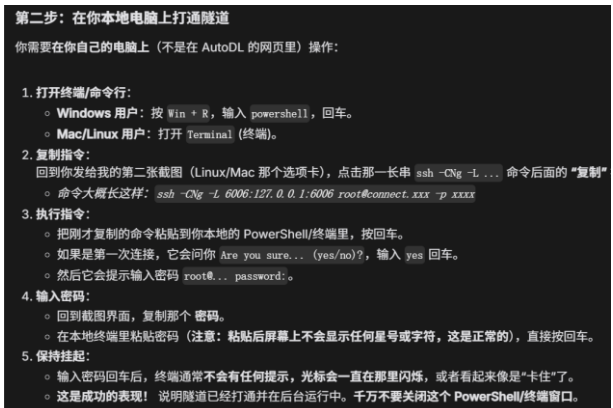 第二步：在你本地电脑上打通隧道
你需要在你自己的电脑上（不是在 AutoDL 的网页里）操作：
1. 打开终端/命令行：
○ Windows 用户：按 Win + R，输入 powershell，回车。
○ Mac/Linux 用户：打开 Terminal (终端)。
2. 复制指令：
回到你发给我的第二张截图（Linux/Mac 那个选项卡），点击那一长串 ssh -CNg -L ... 命令后面的 “复制”
○ 命令大概长这样：ssh -CNg -L 6006:127.0.0.1:6006 root@connect.xxx -p xxxx
3. 执行指令：
○ 把刚才复制的命令粘贴到你本地的 PowerShell/终端里，按回车。
○ 如果是第一次连接，它会问你 Are you sure... (yes/no)?，输入 yes 回车。
○ 然后它会提示输入密码 root@... password:。
4. 输入密码：
○ 回到截图界面，复制那个 密码。
○ 在本地终端里粘贴密码（注意：粘贴后屏幕上不会显示任何星号或字符，这是正常的），直接按回车。
5. 保持挂起：
○ 输入密码回车后，终端通常不会有任何提示，光标会一直在那里闪烁，或者看起来像是“卡住”了。
○ 这是成功的表现！ 说明隧道已经打通并在后台运行中。千万不要关闭这个 PowerShell/终端窗口。